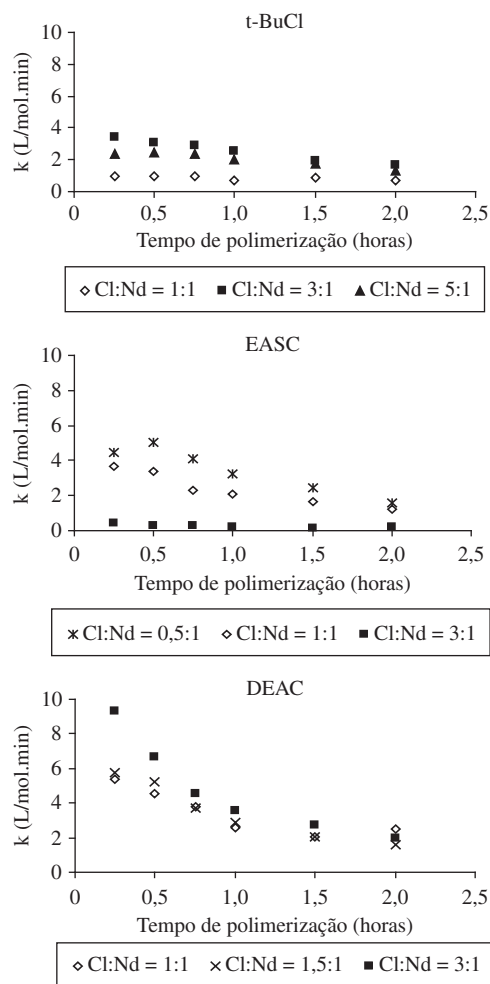 t-BuCl
10
8
6
4
2
0
k (L/mol.min)
0 0,5 1,0 1,5 2,0 2,5
Tempo de polimerização (horas)
Cl:Nd = 1:1 Cl:Nd = 3:1 Cl:Nd = 5:1
EASC
10
8
6
4
2
0
k (L/mol.min)
0 0,5 1,0 1,5 2,0 2,5
Tempo de polimerização (horas)
Cl:Nd = 0,5:1 Cl:Nd = 1:1 Cl:Nd = 3:1
DEAC
10
8
6
4
2
0
k (L/mol.min)
0 0,5 1,0 1,5 2,0 2,5
Tempo de polimerização (horas)
Cl:Nd = 1:1 Cl:Nd = 1,5:1 Cl:Nd = 3:1